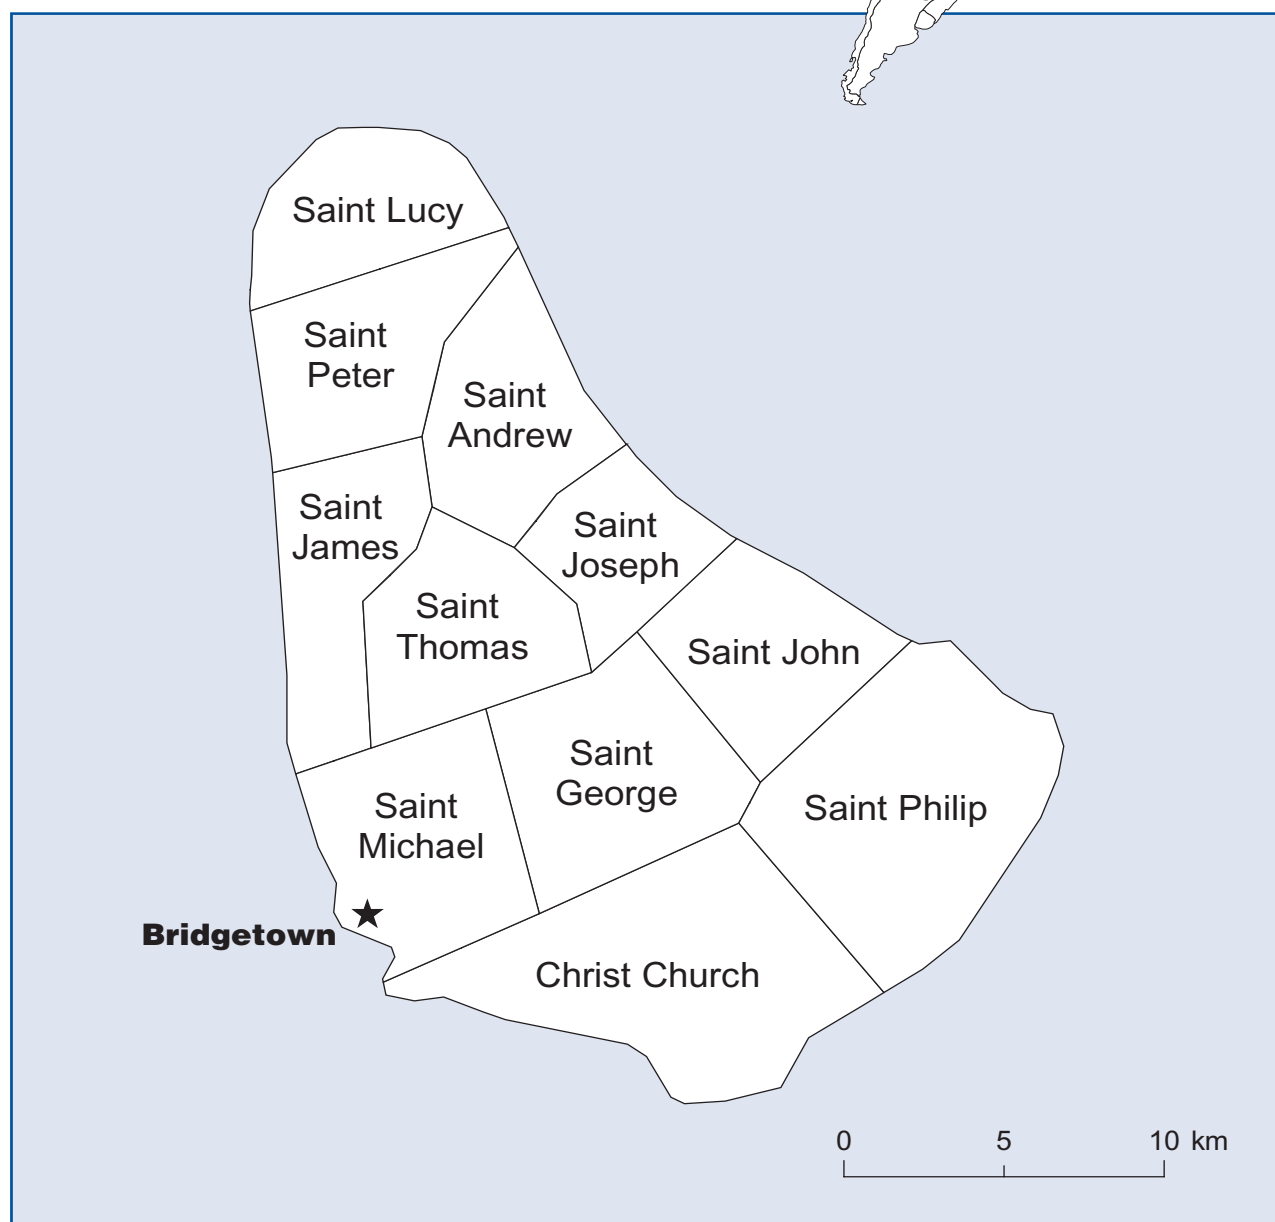 Saint Lucy
Saint
Peter
Saint
Andrew
Saint
James
Saint
Joseph
Saint
Thomas
Saint John
Saint
George
Saint
Michael
Saint Philip
Bridgetown
Christ Church
0 5 10 km